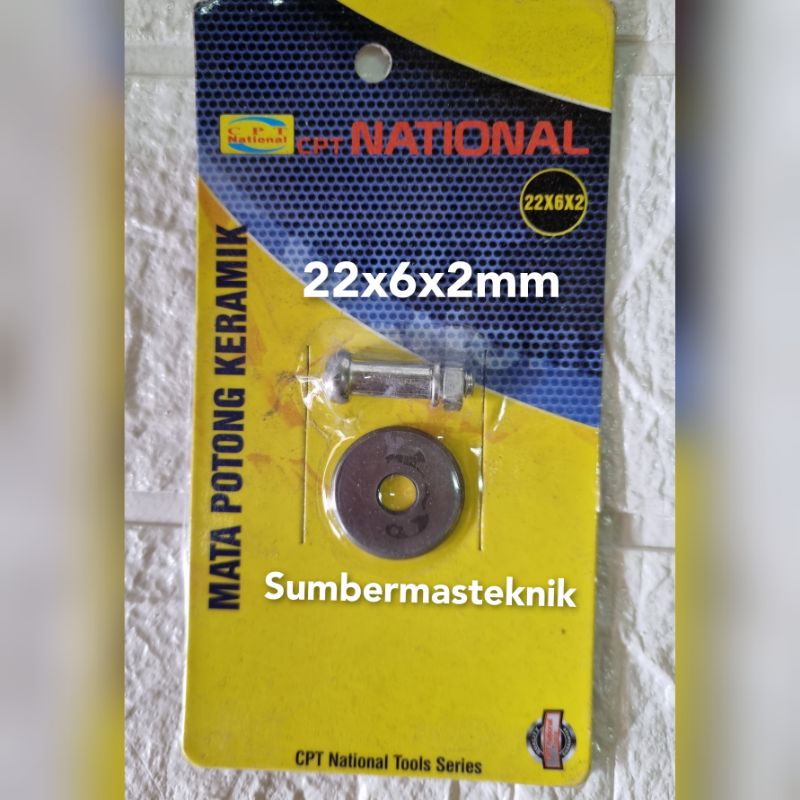 CPT
National
CPT NATIONAL
22X6X2
22x6x2mm
MATA POTONG KERAMIK
Sumbermasteknik
CPT National Tools Series